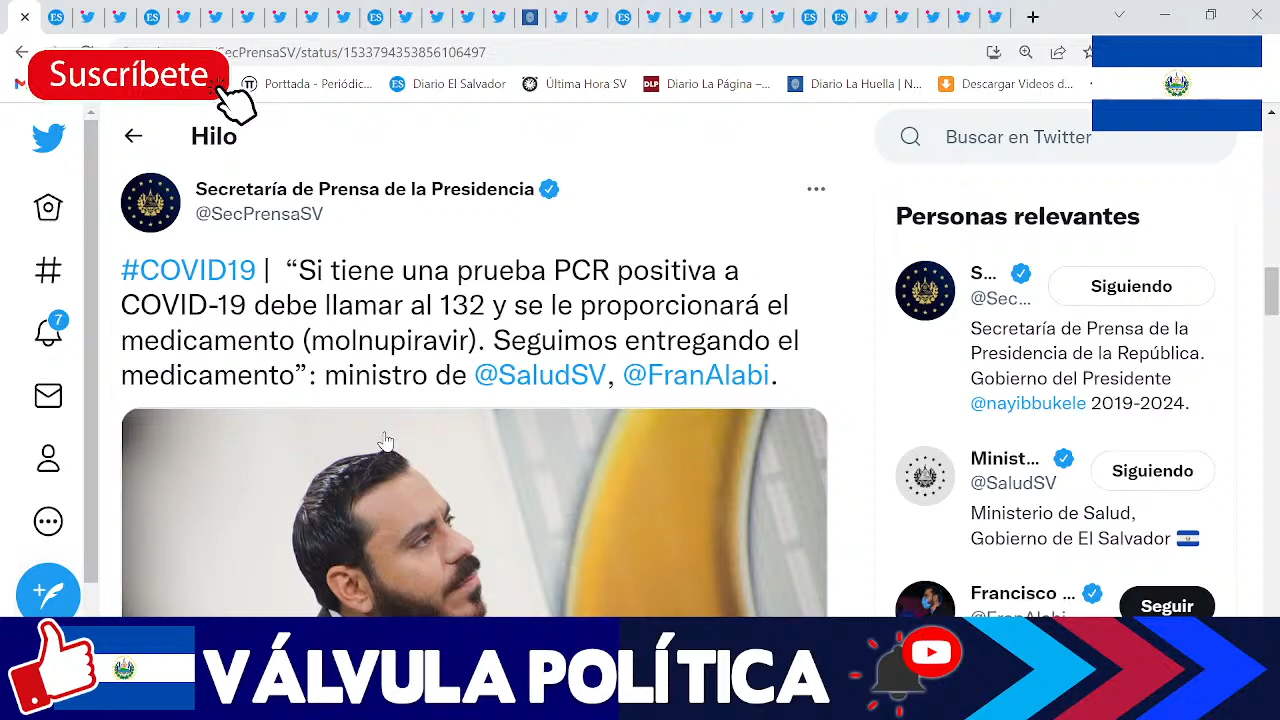 SecPrensaSV/status/1533794353856106497
Suscríbete
Porttada - Periódic...
Diario El Salvador
Última Hora SV
DLP
Diario La Página –...
Diario La Huella | N...
Descargar Videos d...
Hilo
Buscar en Twitter
Secretaría de Prensa de la Presidencia
@SecPrensaSV
#COVID19 | “Si tiene una prueba PCR positiva a
COVID-19 debe llamar al 132 y se le proporcionará el
medicamento (molnupiravir). Seguimos entregando el
medicamento”: ministro de @SaludSV, @FranAlabi.
7
Personas relevantes
S...
@Sec...
Siguiendo
Secretaría de Prensa de la
Presidencia de la República.
Gobierno del Presidente
@nayibbukele 2019-2024.
Minist...
@SaludSV
Siguiendo
Ministerio de Salud,
Gobierno de El Salvador
Francisco ...
@FranAlabi
Seguir
VÁLVULA POLÍTICA